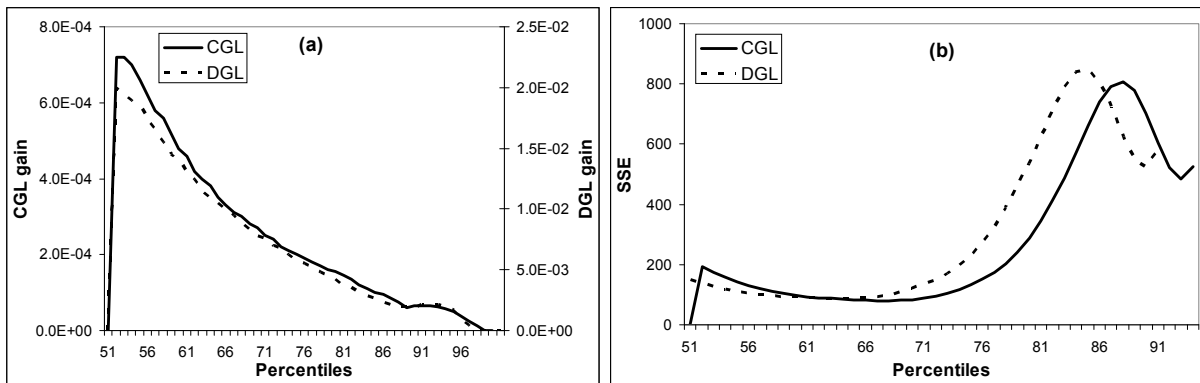 (a)
CGL
DGL
CGL gain
8.0E-04
6.0E-04
4.0E-04
2.0E-04
0.0E+00
DGL gain
2.5E-02
2.0E-02
1.5E-02
1.0E-02
5.0E-03
0.0E+00
51 56 61 66 71 76 81 86 91 96
Percentiles
(b)
CGL
DGL
SSE
1000
800
600
400
200
0
51 56 61 66 71 76 81 86 91
Percentiles